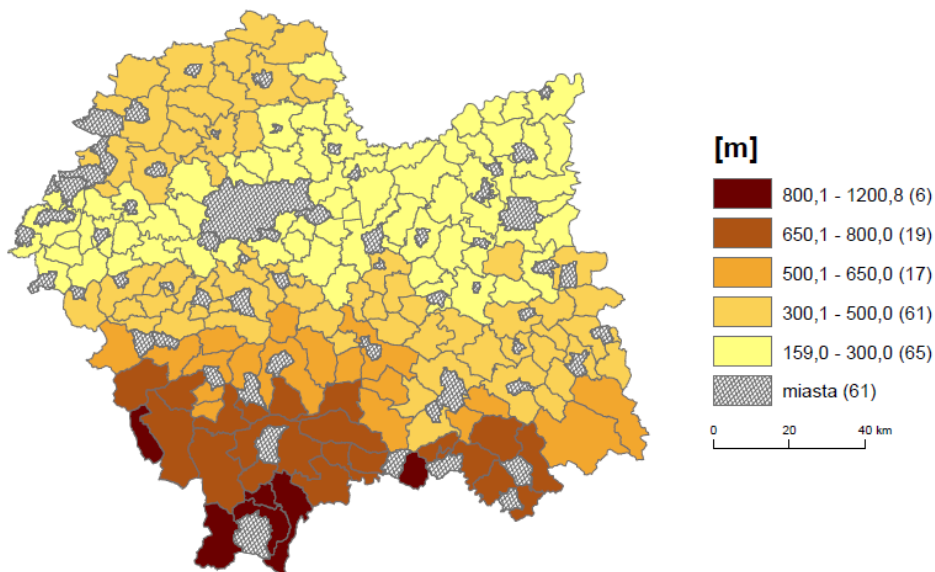 [m]
800,1 - 1200,8 (6)
650,1 - 800,0 (19)
500,1 - 650,0 (17)
300,1 - 500,0 (61)
159,0 - 300,0 (65)
miasta (61)
0 20 40 km